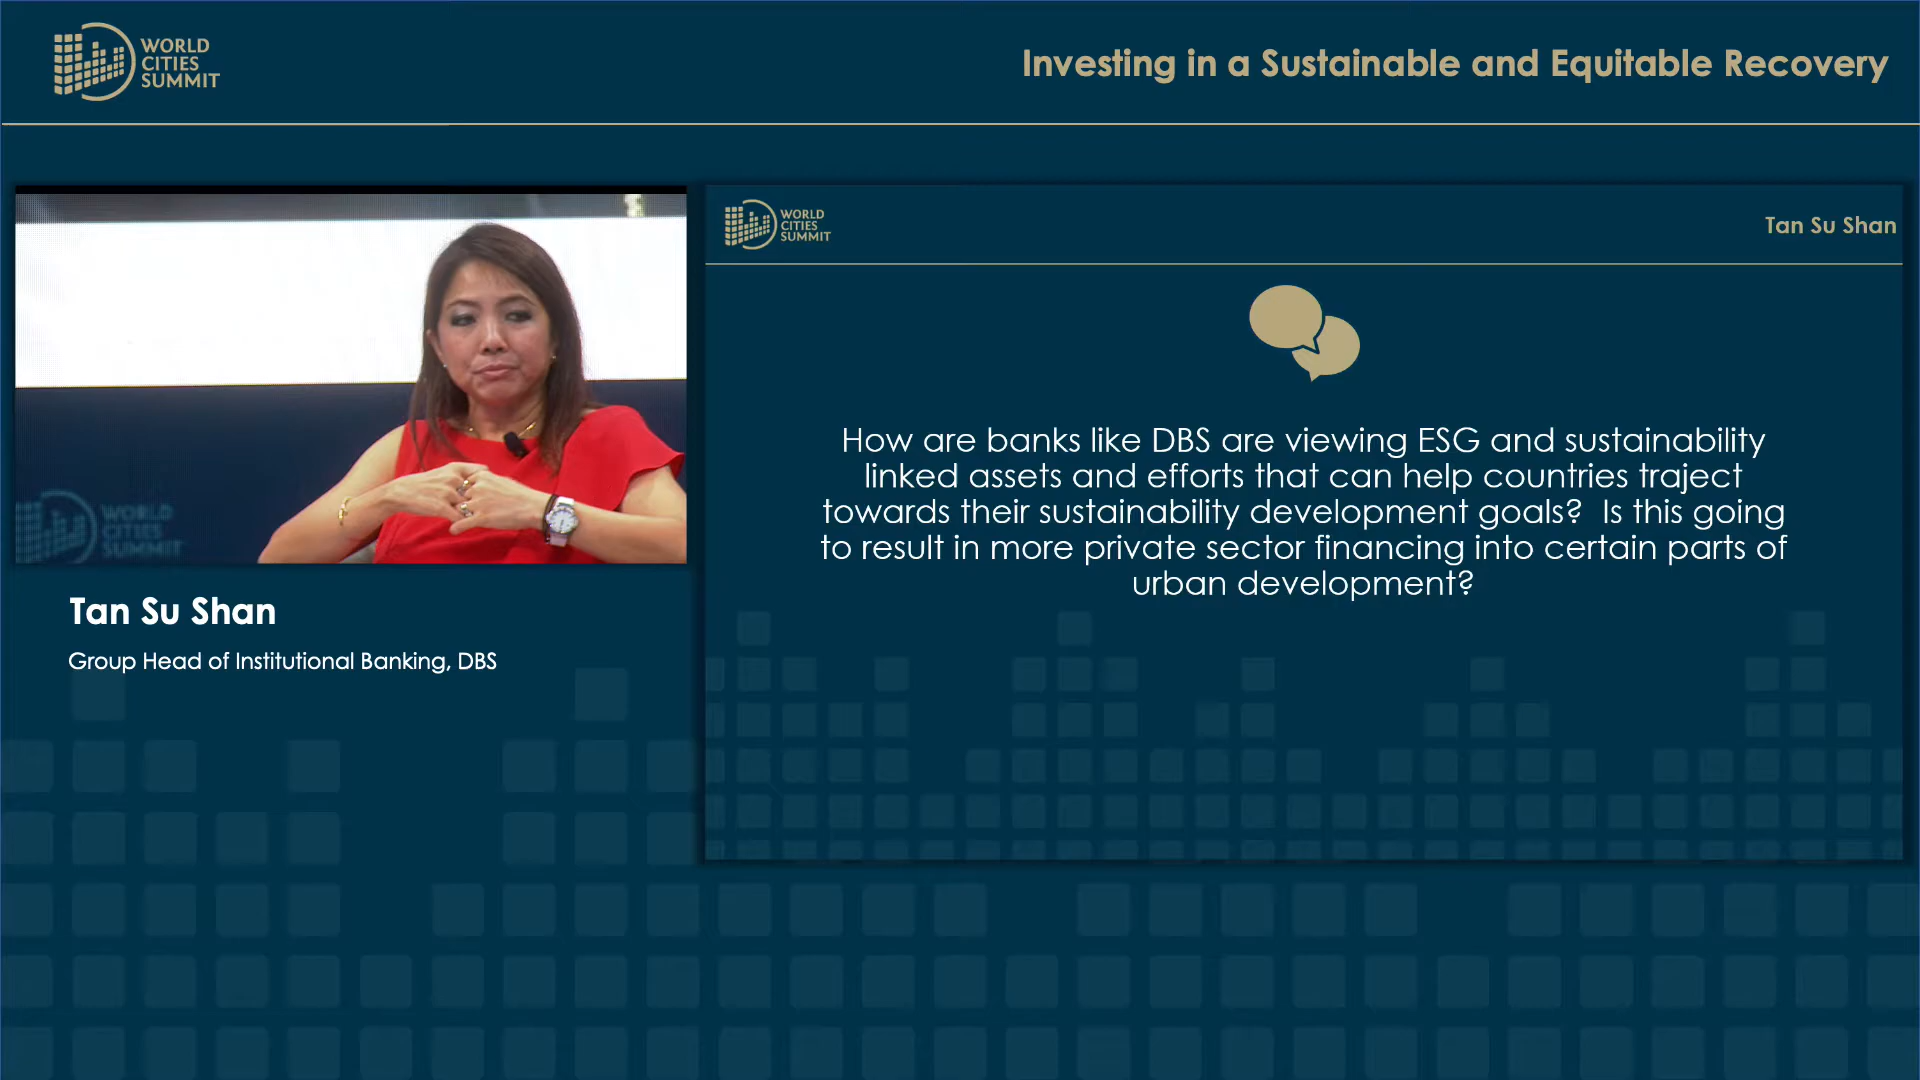 WORLD
CITIES
SUMMIT
Investing in a Sustainable and Equitable Recovery
WORLD
CITIES
SUMMIT
Tan Su Shan
Group Head of Institutional Banking, DBS
WORLD
CITIES
SUMMIT
Tan Su Shan
How are banks like DBS are viewing ESG and sustainability
linked assets and efforts that can help countries traject
towards their sustainability development goals?  Is this going
to result in more private sector financing into certain parts of
urban development?